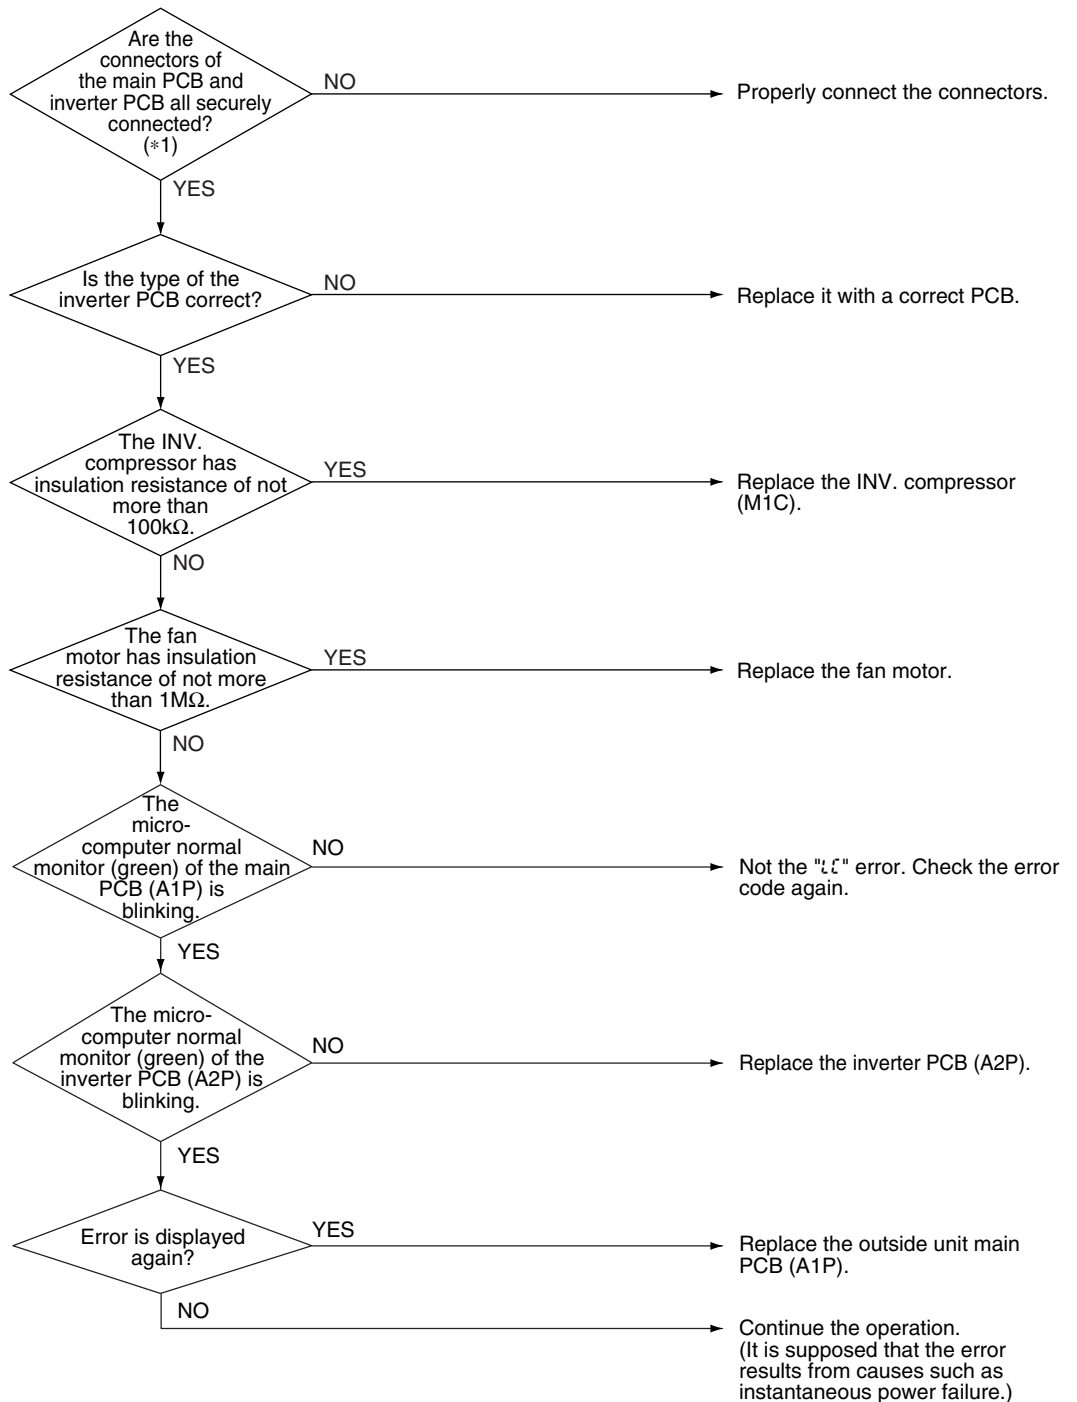 Are the
connectors of
the main PCB and
inverter PCB all securely
connected?
(*1)
NO
Properly connect the connectors.
YES
Is the type of the
inverter PCB correct?
NO
Replace it with a correct PCB.
YES
The INV.
compressor has
insulation resistance of not
more than
100kΩ.
YES
Replace the INV. compressor
(M1C).
NO
The fan
motor has insulation
resistance of not more
than 1MΩ.
YES
Replace the fan motor.
NO
The
micro-
computer normal
monitor (green) of the main
PCB (A1P) is
blinking.
NO
Not the "LC" error. Check the error
code again.
YES
The micro-
computer normal
monitor (green) of the
inverter PCB (A2P) is
blinking.
NO
Replace the inverter PCB (A2P).
YES
Error is displayed
again?
YES
Replace the outside unit main
PCB (A1P).
NO
Continue the operation.
(It is supposed that the error
results from causes such as
instantaneous power failure.)